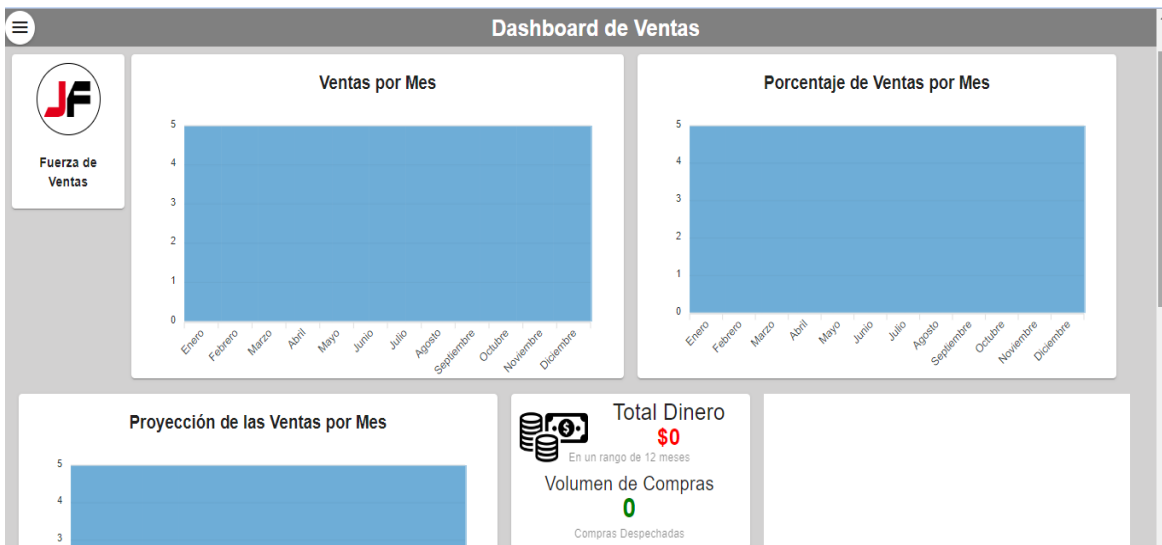 Dashboard de Ventas
JF
Fuerza de
Ventas
Ventas por Mes
5
4
3
2
1
0
Enero
Febrero
Marzo
Abril
Mayo
Junio
Julio
Agosto
Septiembre
Octubre
Noviembre
Diciembre
Porcentaje de Ventas por Mes
5
4
3
2
1
0
Enero
Febrero
Marzo
Abril
Mayo
Junio
Julio
Agosto
Septiembre
Octubre
Noviembre
Diciembre
Proyección de las Ventas por Mes
5
4
3
Total Dinero
$0
En un rango de 12 meses
Volumen de Compras
0
Compras Despechadas